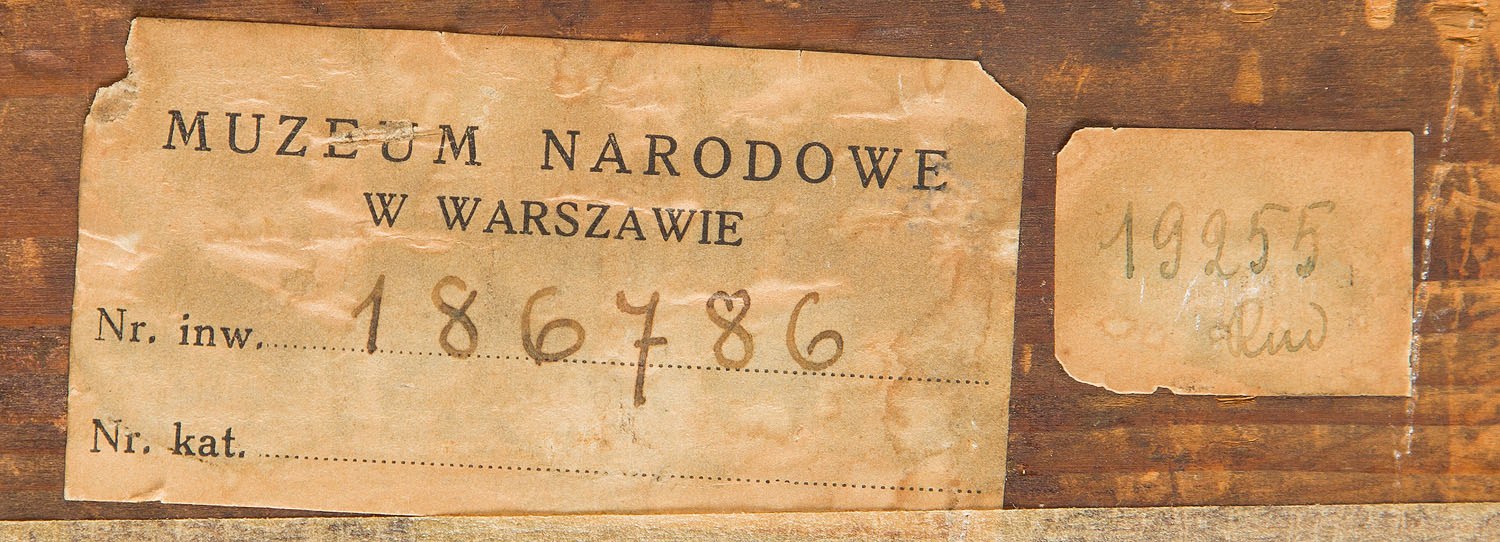 MUZEUM NARODOWE
W WARSZAWIE
Nr. inw. 186786
Nr. kat.
19255